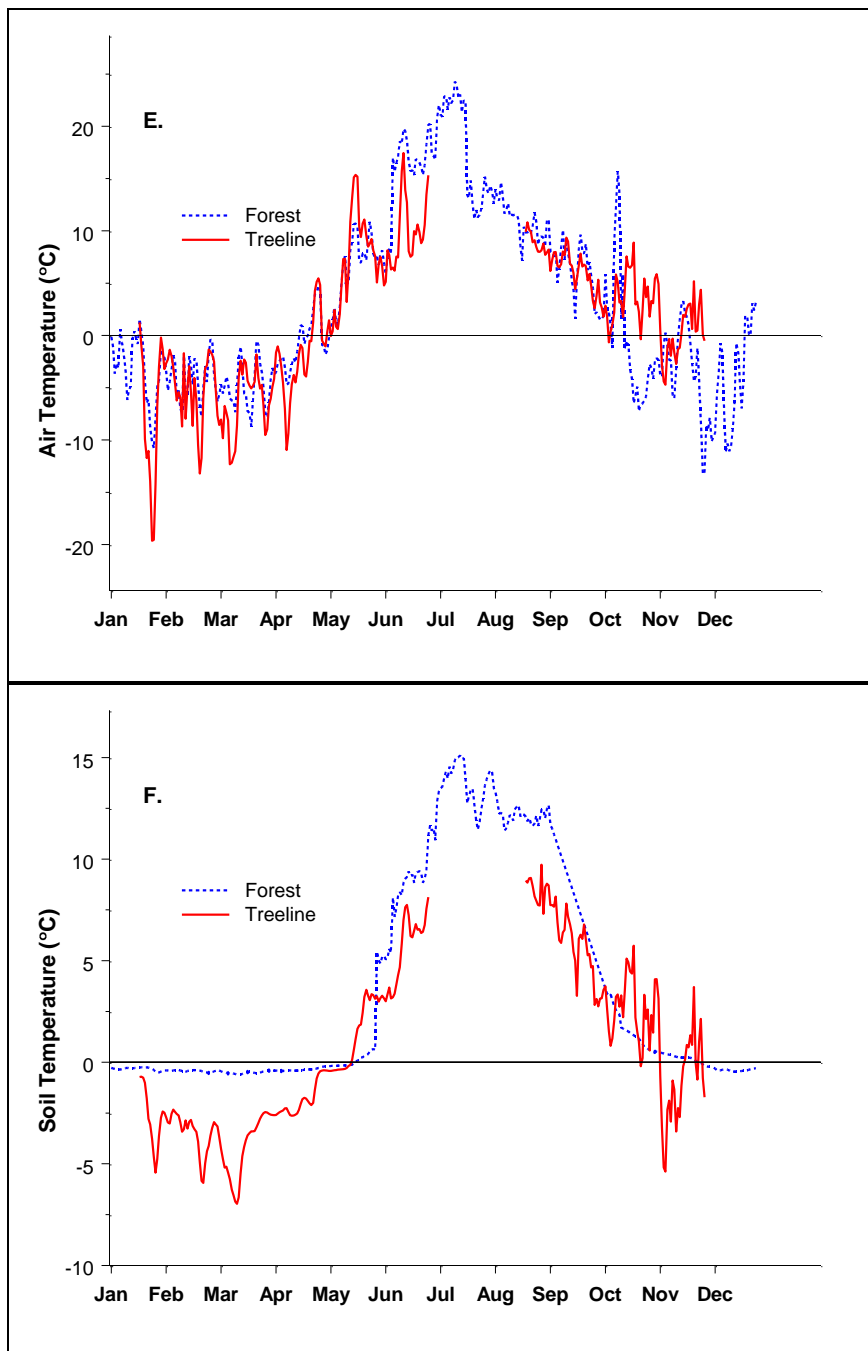 E.
Forest
Treeline
Air Temperature (°C)
20
10
0
-10
-20
Jan Feb Mar Apr May Jun Jul Aug Sep Oct Nov Dec
F.
Forest
Treeline
Soil Temperature (°C)
15
10
5
0
-5
-10
Jan Feb Mar Apr May Jun Jul Aug Sep Oct Nov Dec